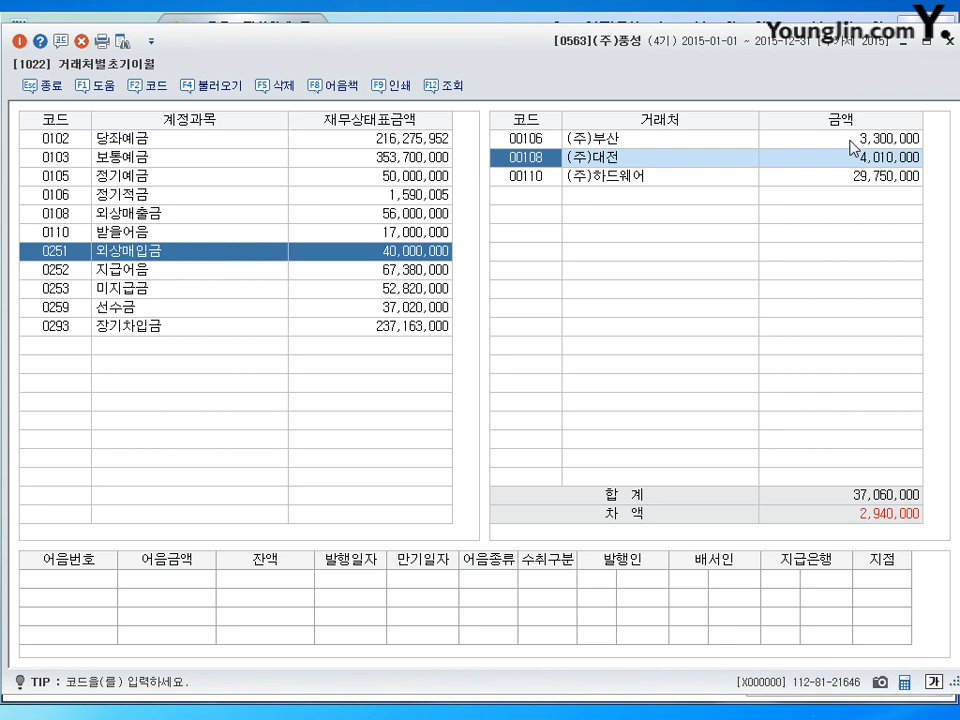 Younglin.com Y.
[0563](주)풍성 (4기) 2015-01-01 ~ 2015-12-31 [부가세 2015]
[1022] 거래처별초기이월
Esc 종료 F1 도움 F2 코드 F4 불러오기 F5 삭제 F8 어음책 F9 인쇄 F12 조회
코드 계정과목 재무상태표금액
0102 당좌예금 216,275,952
0103 보통예금 353,700,000
0105 정기예금 50,000,000
0106 정기적금 1,590,005
0108 외상매출금 56,000,000
0110 받을어음 17,000,000
0251 외상매입금 40,000,000
0252 지급어음 67,380,000
0253 미지급금 52,820,000
0259 선수금 37,020,000
0293 장기차입금 237,163,000
코드 거래처 금액
00106 (주)부산 3,300,000
00108 (주)대전 4,010,000
00110 (주)하드웨어 29,750,000
합 계 37,060,000
차 액 2,940,000
어음번호 어음금액 잔액 발행일자 만기일자 어음종류 수취구분 발행인 배서인 지급은행 지점
TIP : 코드을(를) 입력하세요.
[X000000] 112-81-21646 가